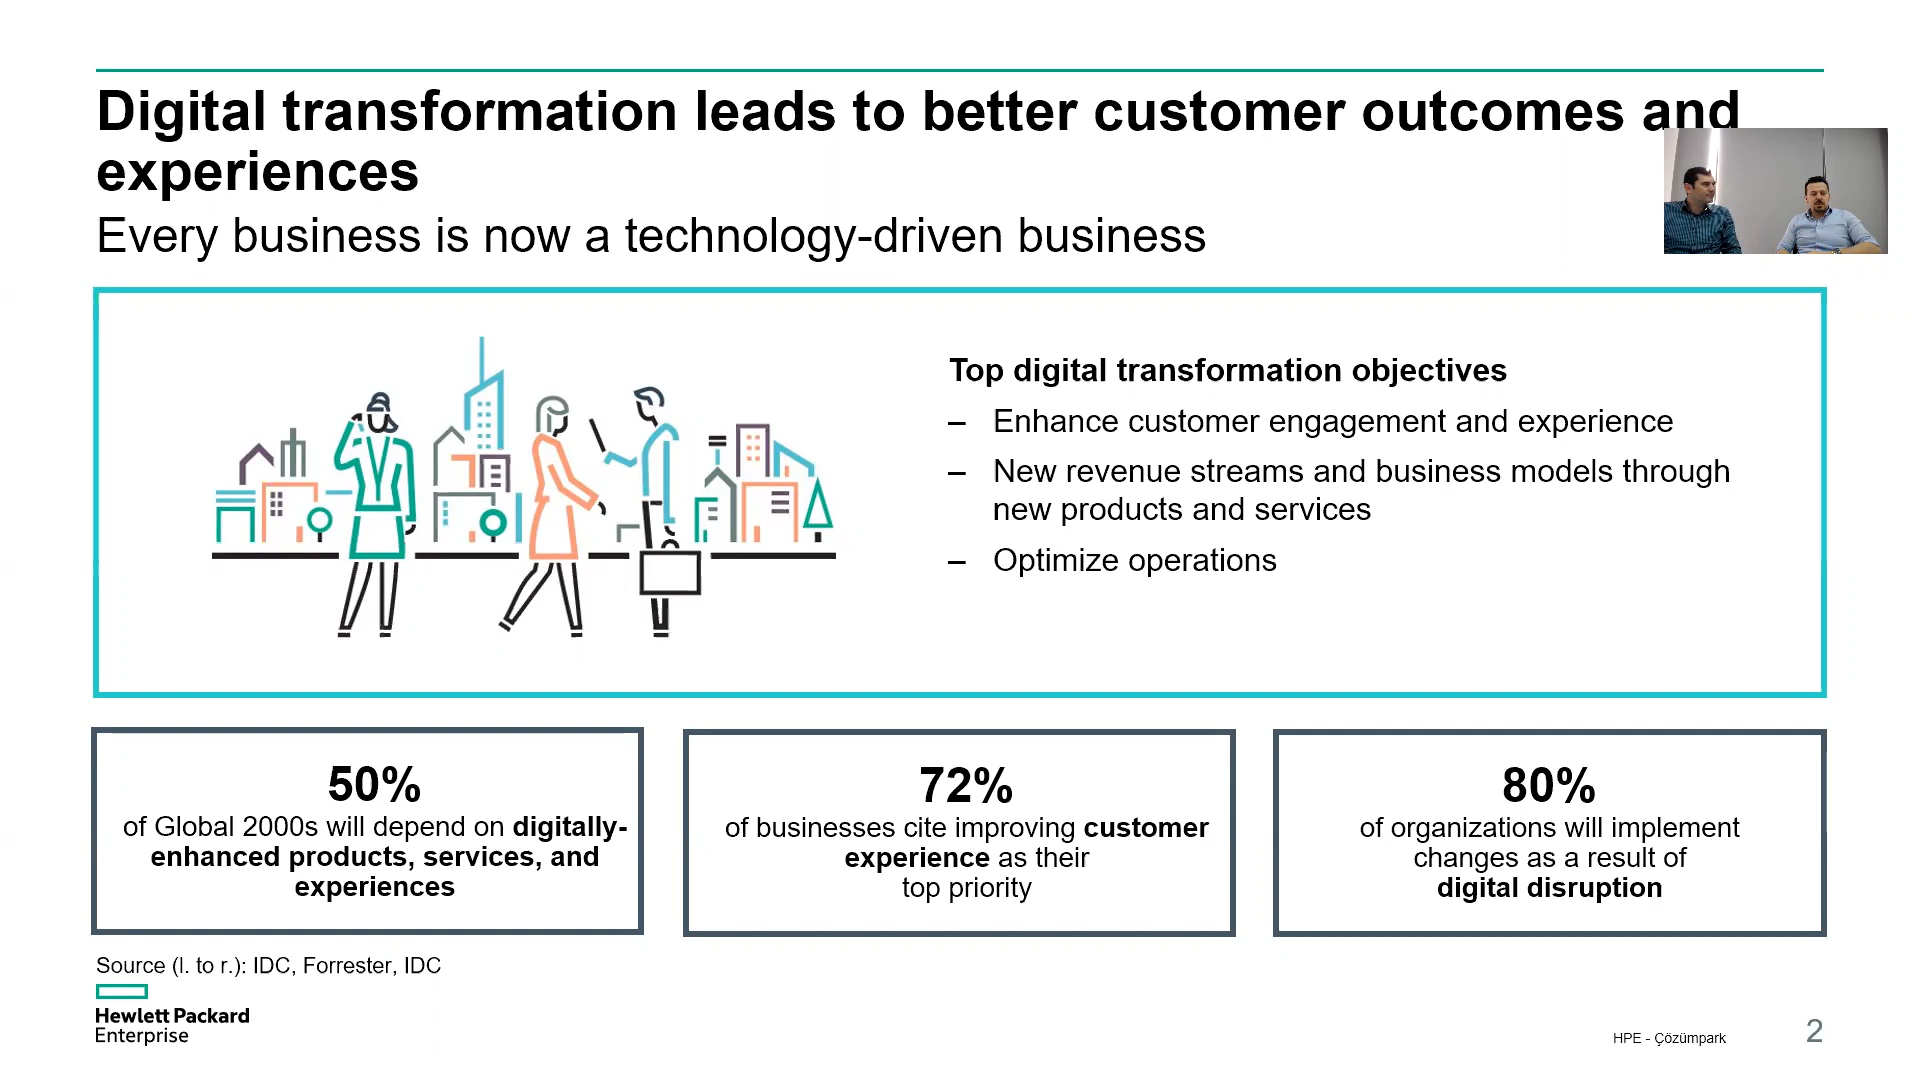 Digital transformation leads to better customer outcomes and
experiences
Every business is now a technology-driven business
Top digital transformation objectives
– Enhance customer engagement and experience
– New revenue streams and business models through
new products and services
– Optimize operations
50%
of Global 2000s will depend on digitally-
enhanced products, services, and
experiences
72%
of businesses cite improving customer
experience as their
top priority
80%
of organizations will implement
changes as a result of
digital disruption
Source (l. to r.): IDC, Forrester, IDC
Hewlett Packard
Enterprise
HPE - Çözümpark
2